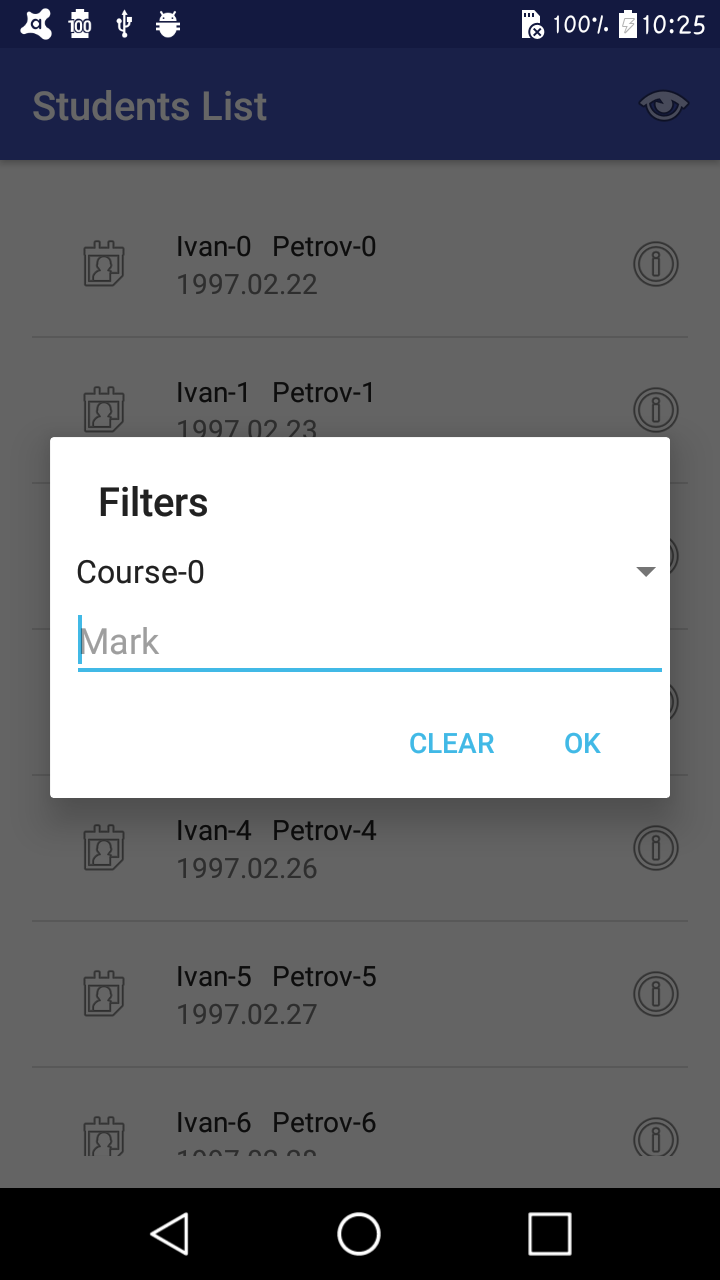 100 100% 10:25
Students List
Ivan-0 Petrov-0
1997.02.22
Ivan-1 Petrov-1
1997.02.23
Filters
Course-0
Mark
CLEAR OK
Ivan-4 Petrov-4
1997.02.26
Ivan-5 Petrov-5
1997.02.27
Ivan-6 Petrov-6